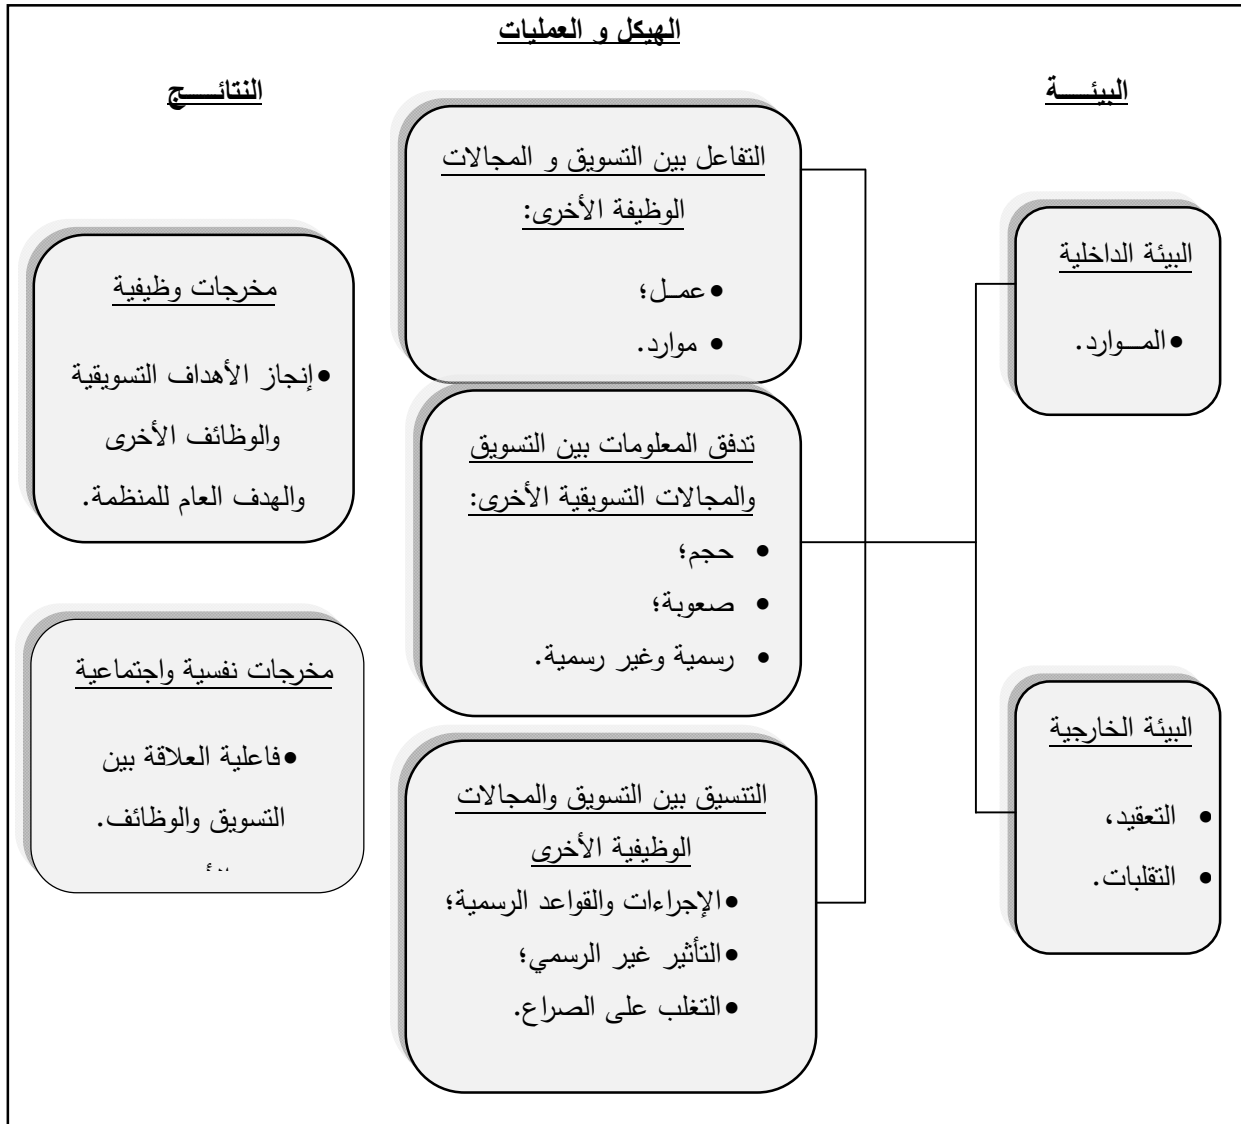 الهيكل و العمليات
البيئــــة
البيئة الداخلية
• المــوارد.
البيئة الخارجية
• التعقيد،
• التقلبات.
التفاعل بين التسويق و المجالات
الوظيفة الأخرى:
• عمـل؛
• موارد.
تدفق المعلومات بين التسويق
والمجالات التسويقية الأخرى:
• حجم؛
• صعوبة؛
• رسمية وغير رسمية.
التنسيق بين التسويق والمجالات
الوظيفية الأخرى
• الإجراءات والقواعد الرسمية؛
• التأثير غير الرسمي؛
• التغلب على الصراع.
النتائــــج
مخرجات وظيفية
• إنجاز الأهداف التسويقية
والوظائف الأخرى
والهدف العام للمنظمة.
مخرجات نفسية واجتماعية
• فاعلية العلاقة بين
التسويق والوظائف.